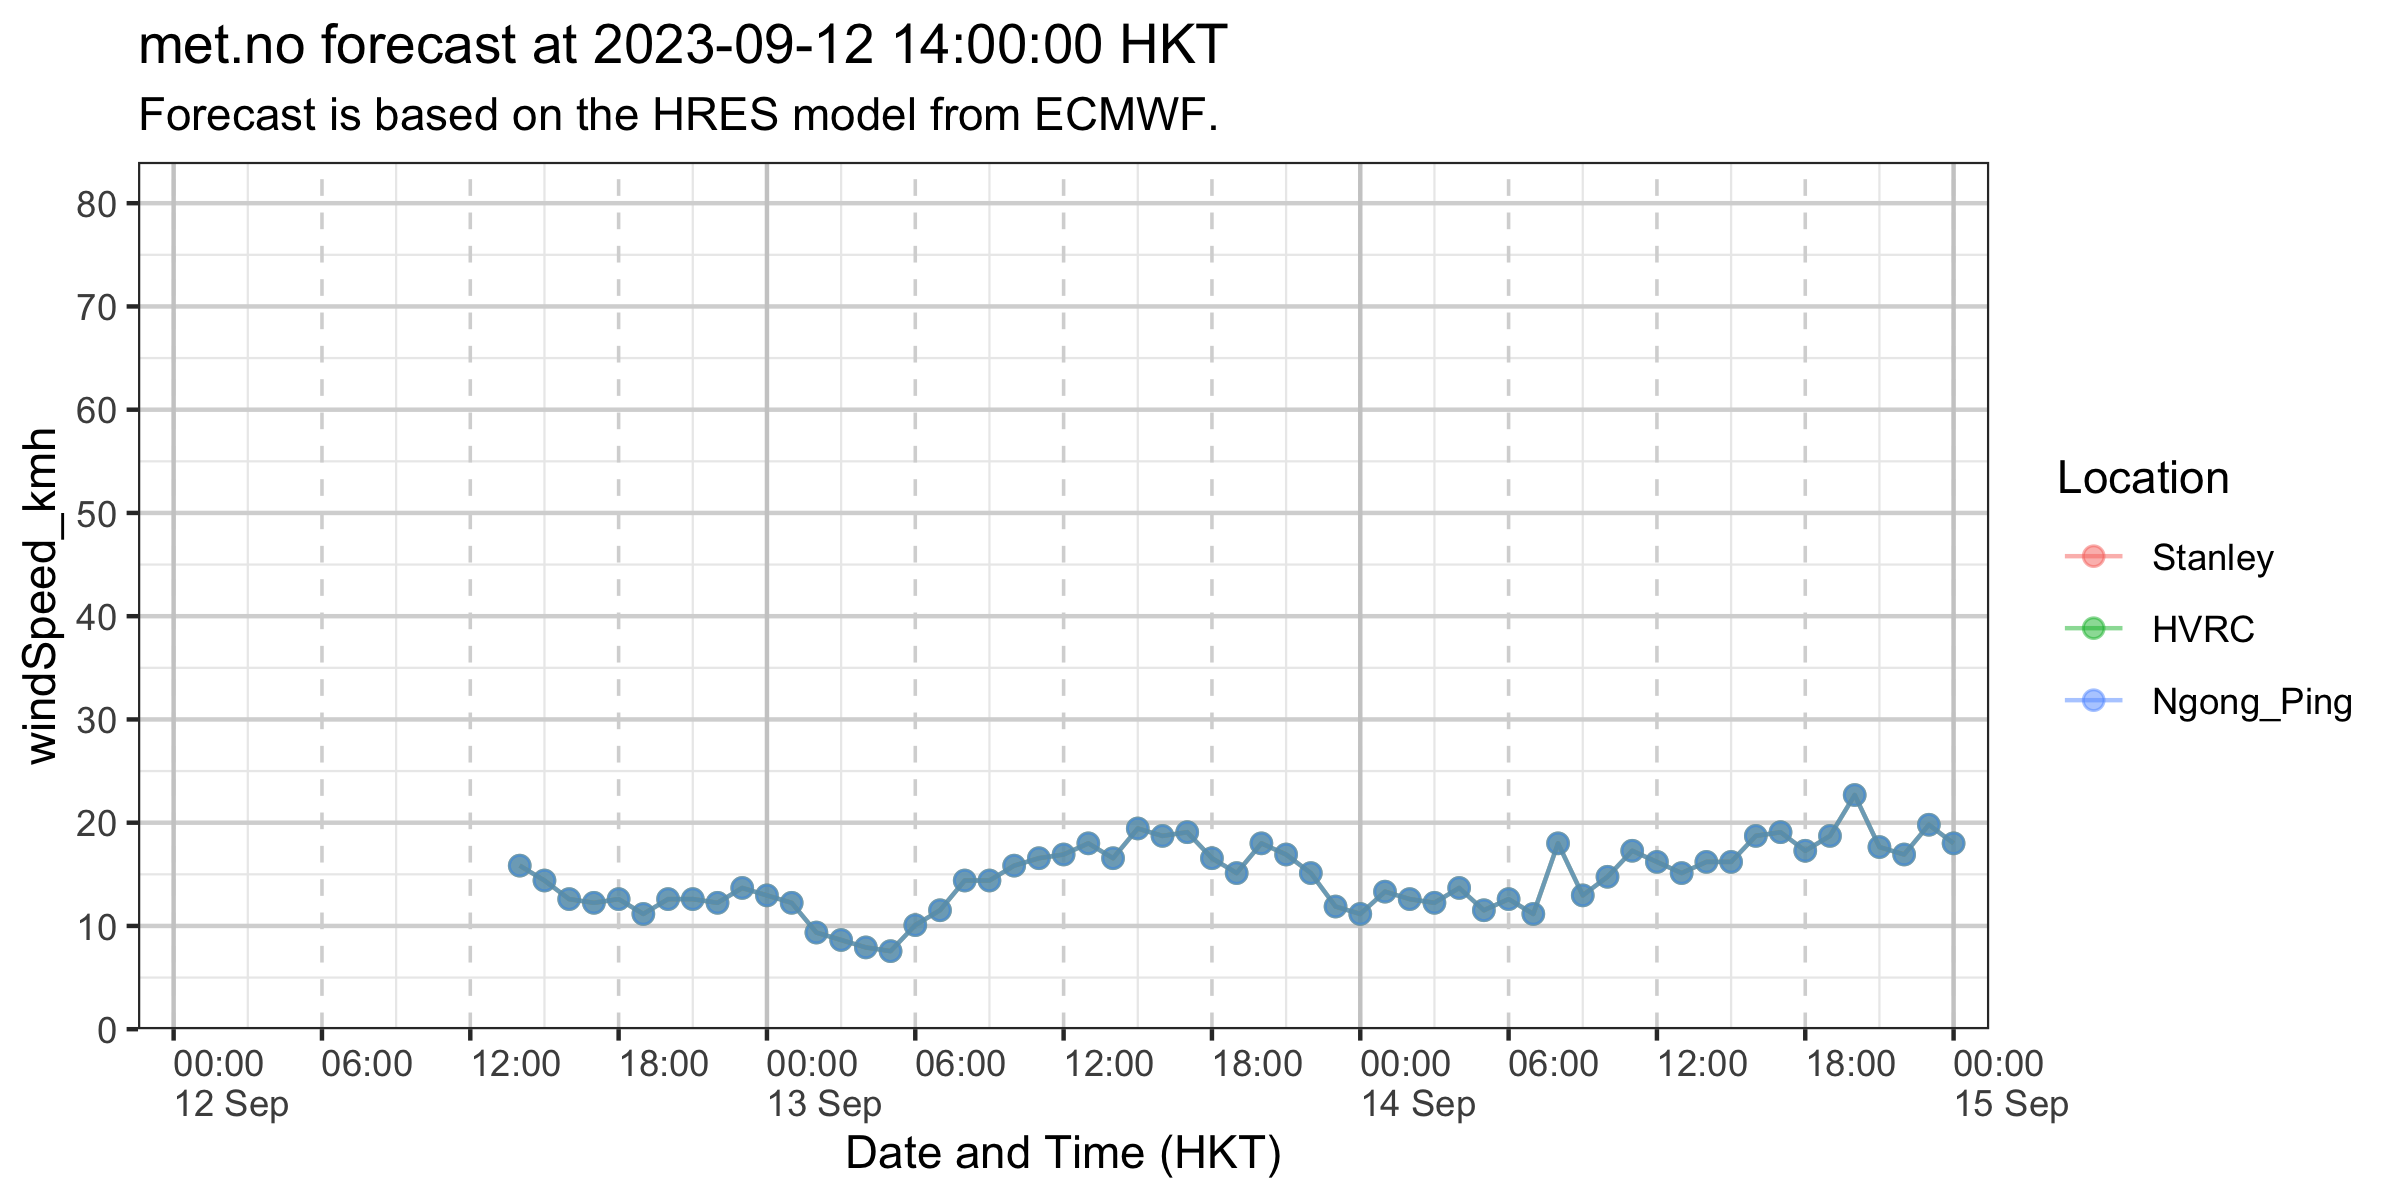 met.no forecast at 2023-09-12 14:00:00 HKT
Forecast is based on the HRES model from ECMWF.
windSpeed_kmh
80
70
60
50
40
30
20
10
0
00:00 06:00 12:00 18:00 00:00 06:00 12:00 18:00 00:00 06:00 12:00 18:00 00:00
12 Sep 13 Sep 14 Sep 15 Sep
Date and Time (HKT)
Location
Stanley
HVRC
Ngong_Ping